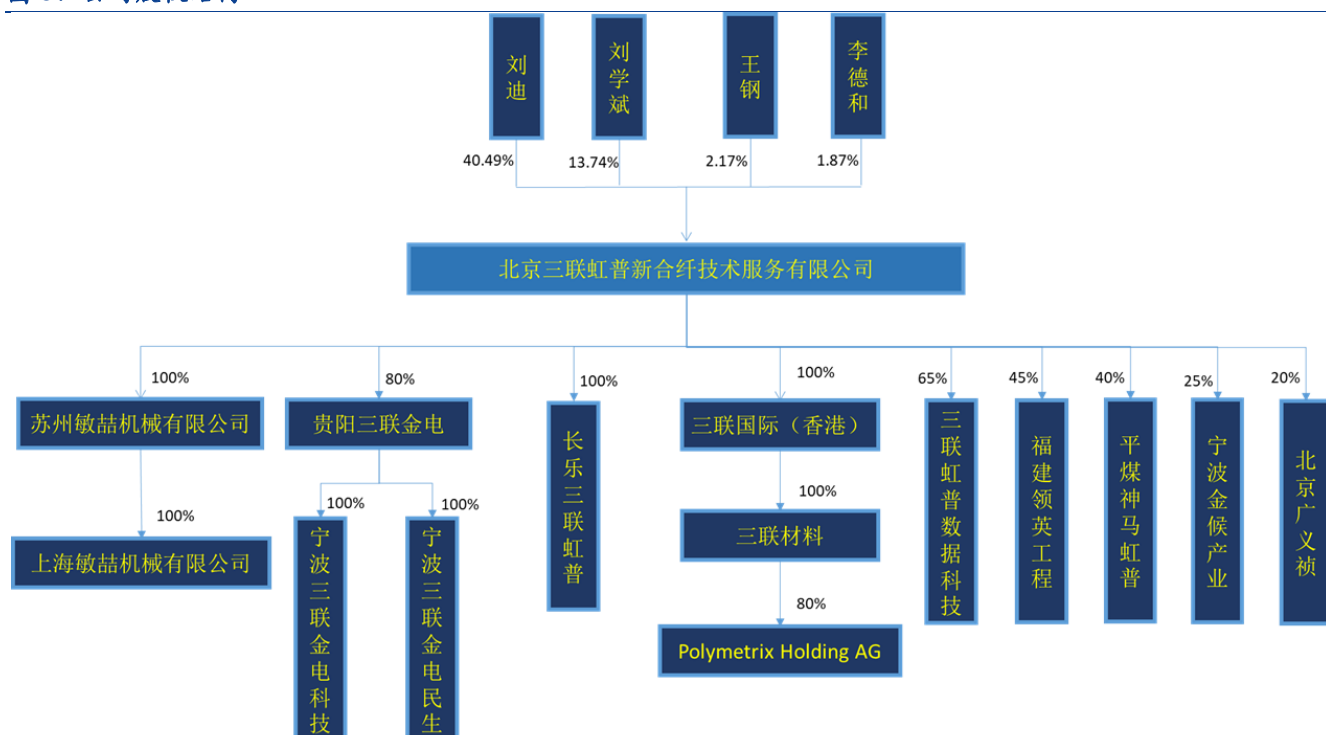 刘迪
刘学斌
王钢
李德和
40.49%
13.74%
2.17%
1.87%
北京三联虹普新合纤技术服务有限公司
100%
80%
100%
100%
65%
45%
40%
25%
20%
苏州敏喆机械有限公司
贵阳三联金电
长乐三联虹普
三联国际（香港）
三联虹普数据科技
福建领英工程
平煤神马虹普
宁波金候产业
北京广义祯
100%
100%
100%
100%
上海敏喆机械有限公司
宁波三联金电科技
宁波三联金电民生
三联材料
80%
Polymetrix Holding AG